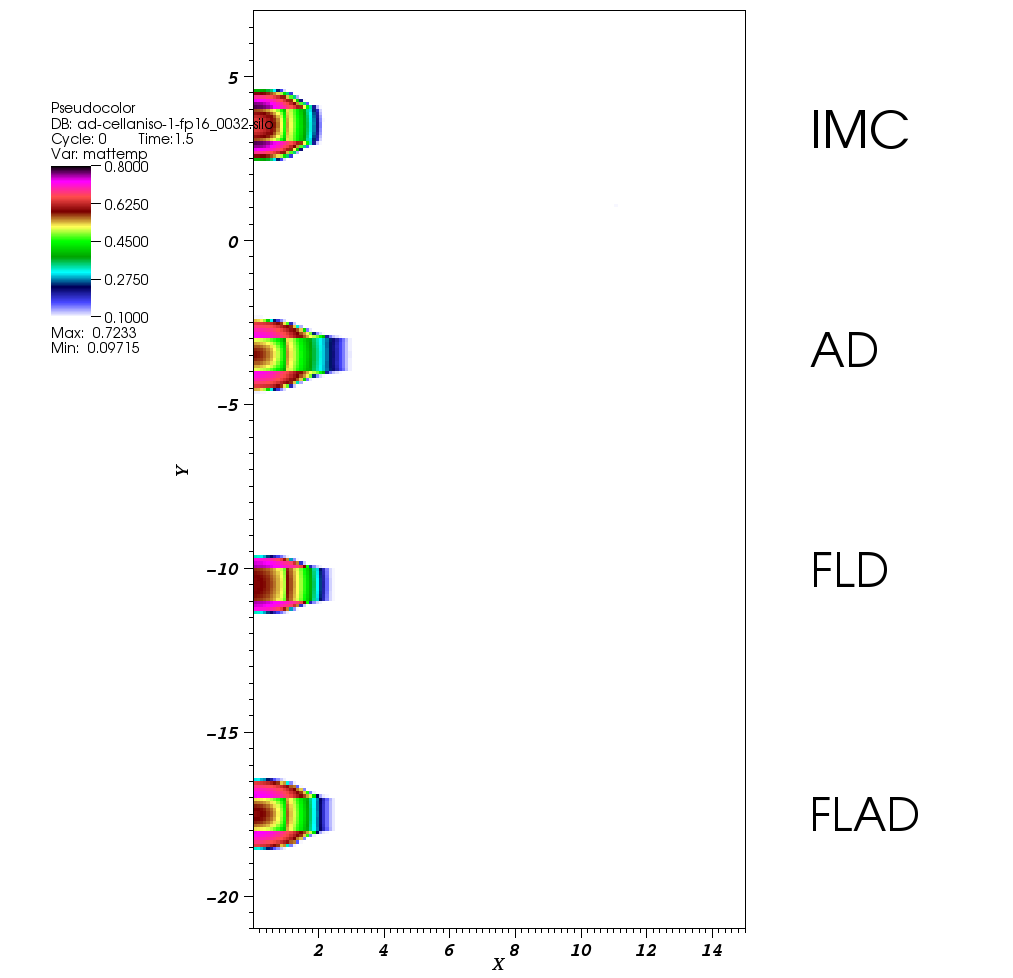 Pseudocolor
DB: ad-cellaniso-1-fp16_0032.silo
Cycle: 0 Time:1.5
Var: mattemp
0.8000
0.6250
0.4500
0.2750
0.1000
Max: 0.7233
Min: 0.09715
5
0
-5
-10
-15
-20
Y
2 4 6 8 10 12 14
X
IMC
AD
FLD
FLAD